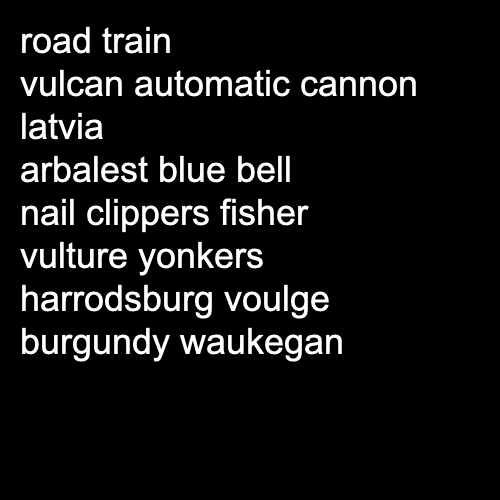 road train
vulcan automatic cannon
latvia
arbalest blue bell
nail clippers fisher
vulture yonkers
harrodsburg voulge
burgundy waukegan